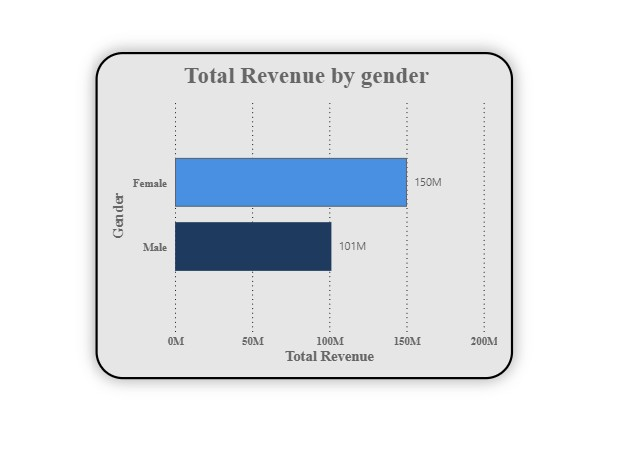 Total Revenue by gender
Gender
Female
150M
Male
101M
0M 50M 100M 150M 200M
Total Revenue